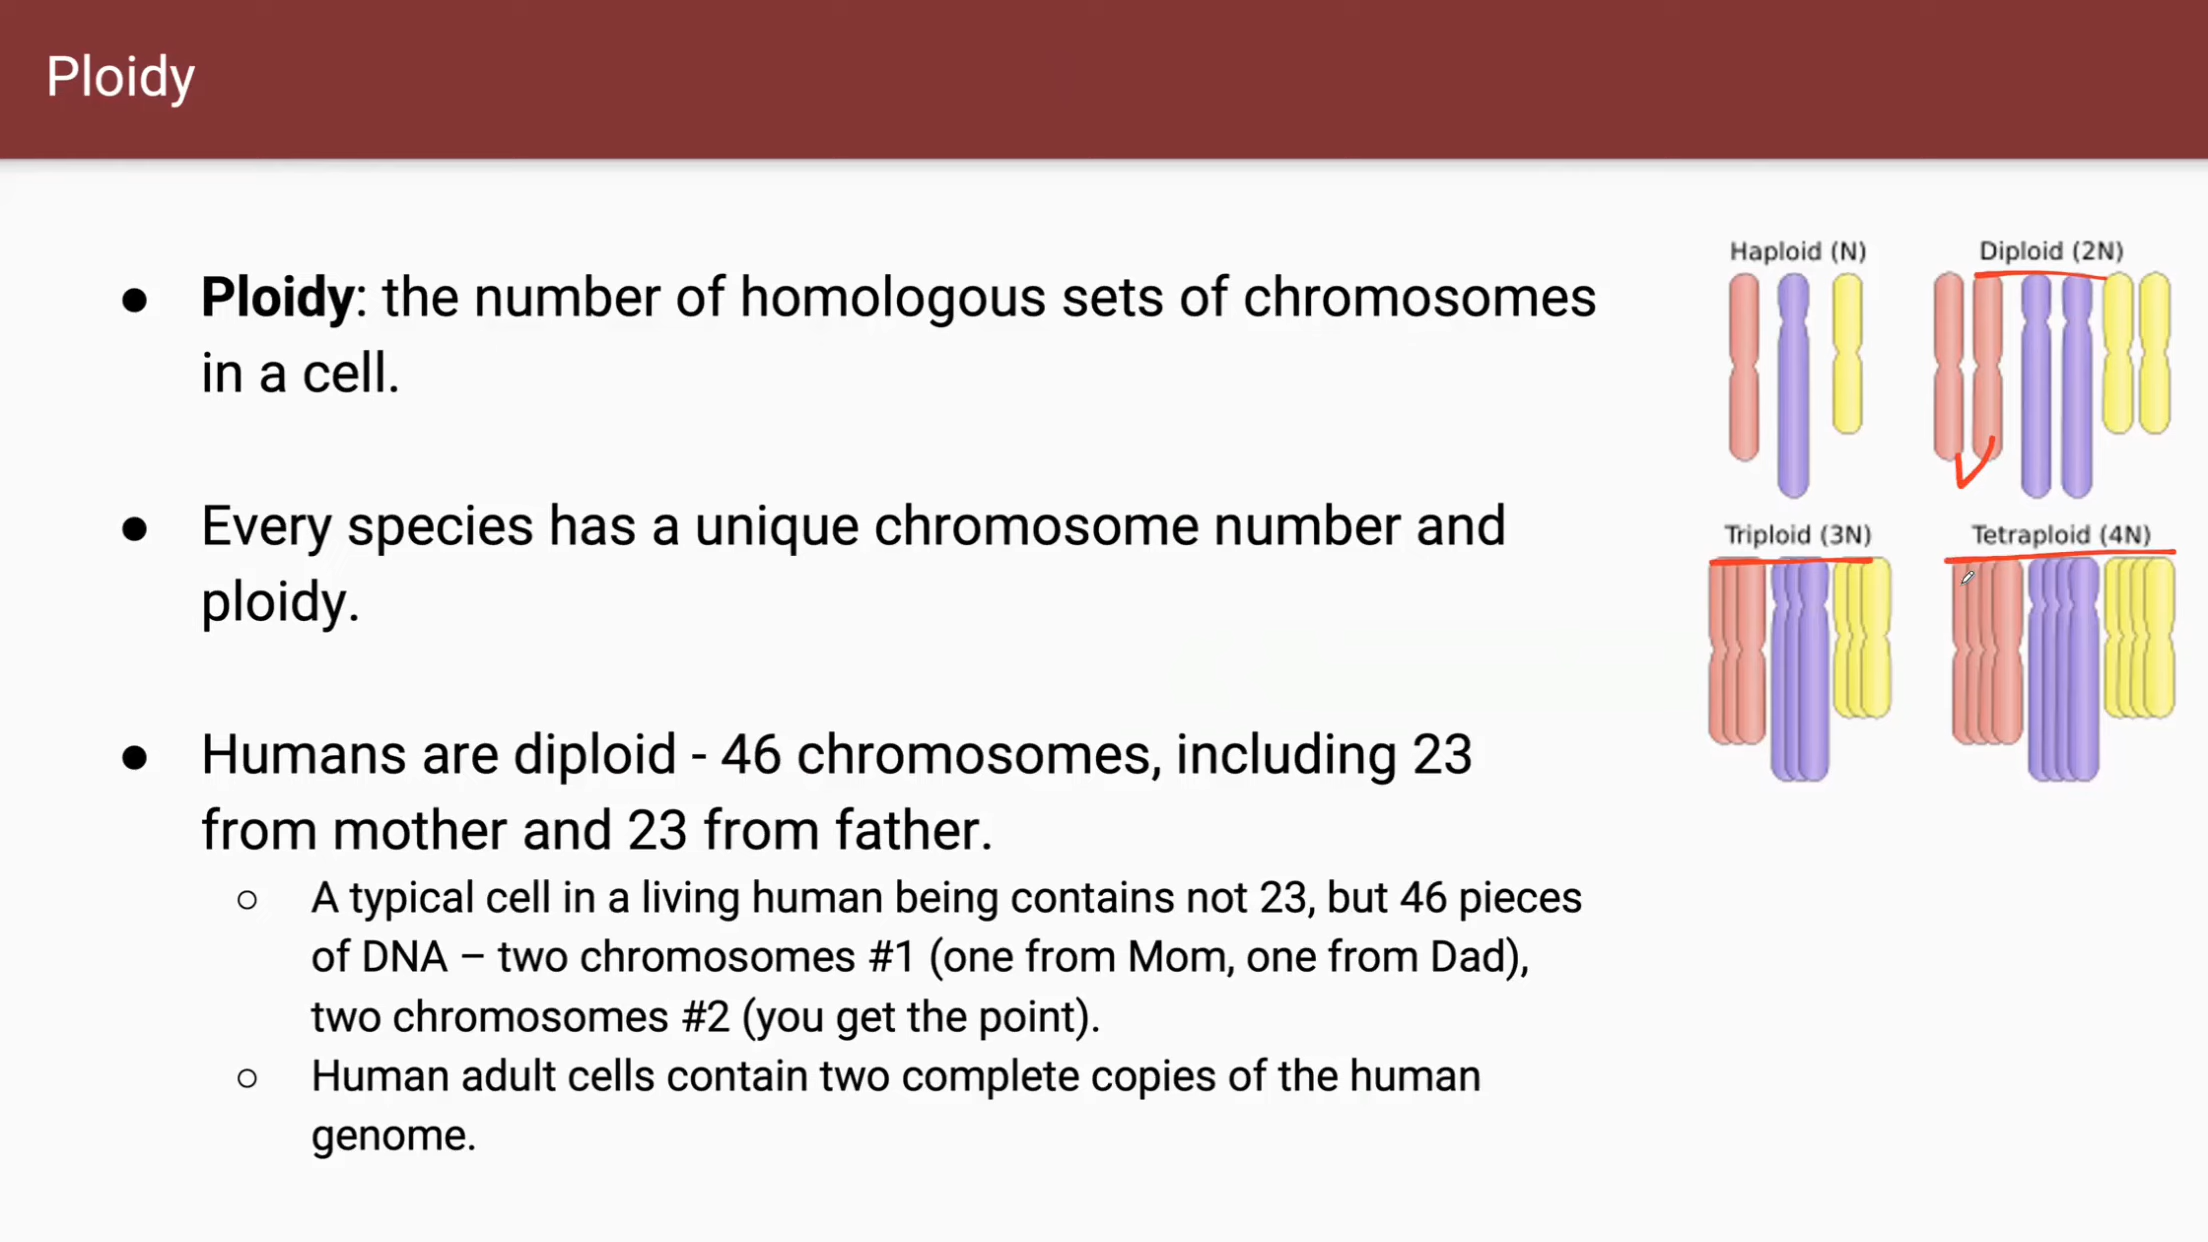 Ploidy
● Ploidy: the number of homologous sets of chromosomes
in a cell.
● Every species has a unique chromosome number and
ploidy.
● Humans are diploid - 46 chromosomes, including 23
from mother and 23 from father.
○ A typical cell in a living human being contains not 23, but 46 pieces
of DNA – two chromosomes #1 (one from Mom, one from Dad),
two chromosomes #2 (you get the point).
○ Human adult cells contain two complete copies of the human
genome.
Haploid (N)
Diploid (2N)
Triploid (3N)
Tetraploid (4N)